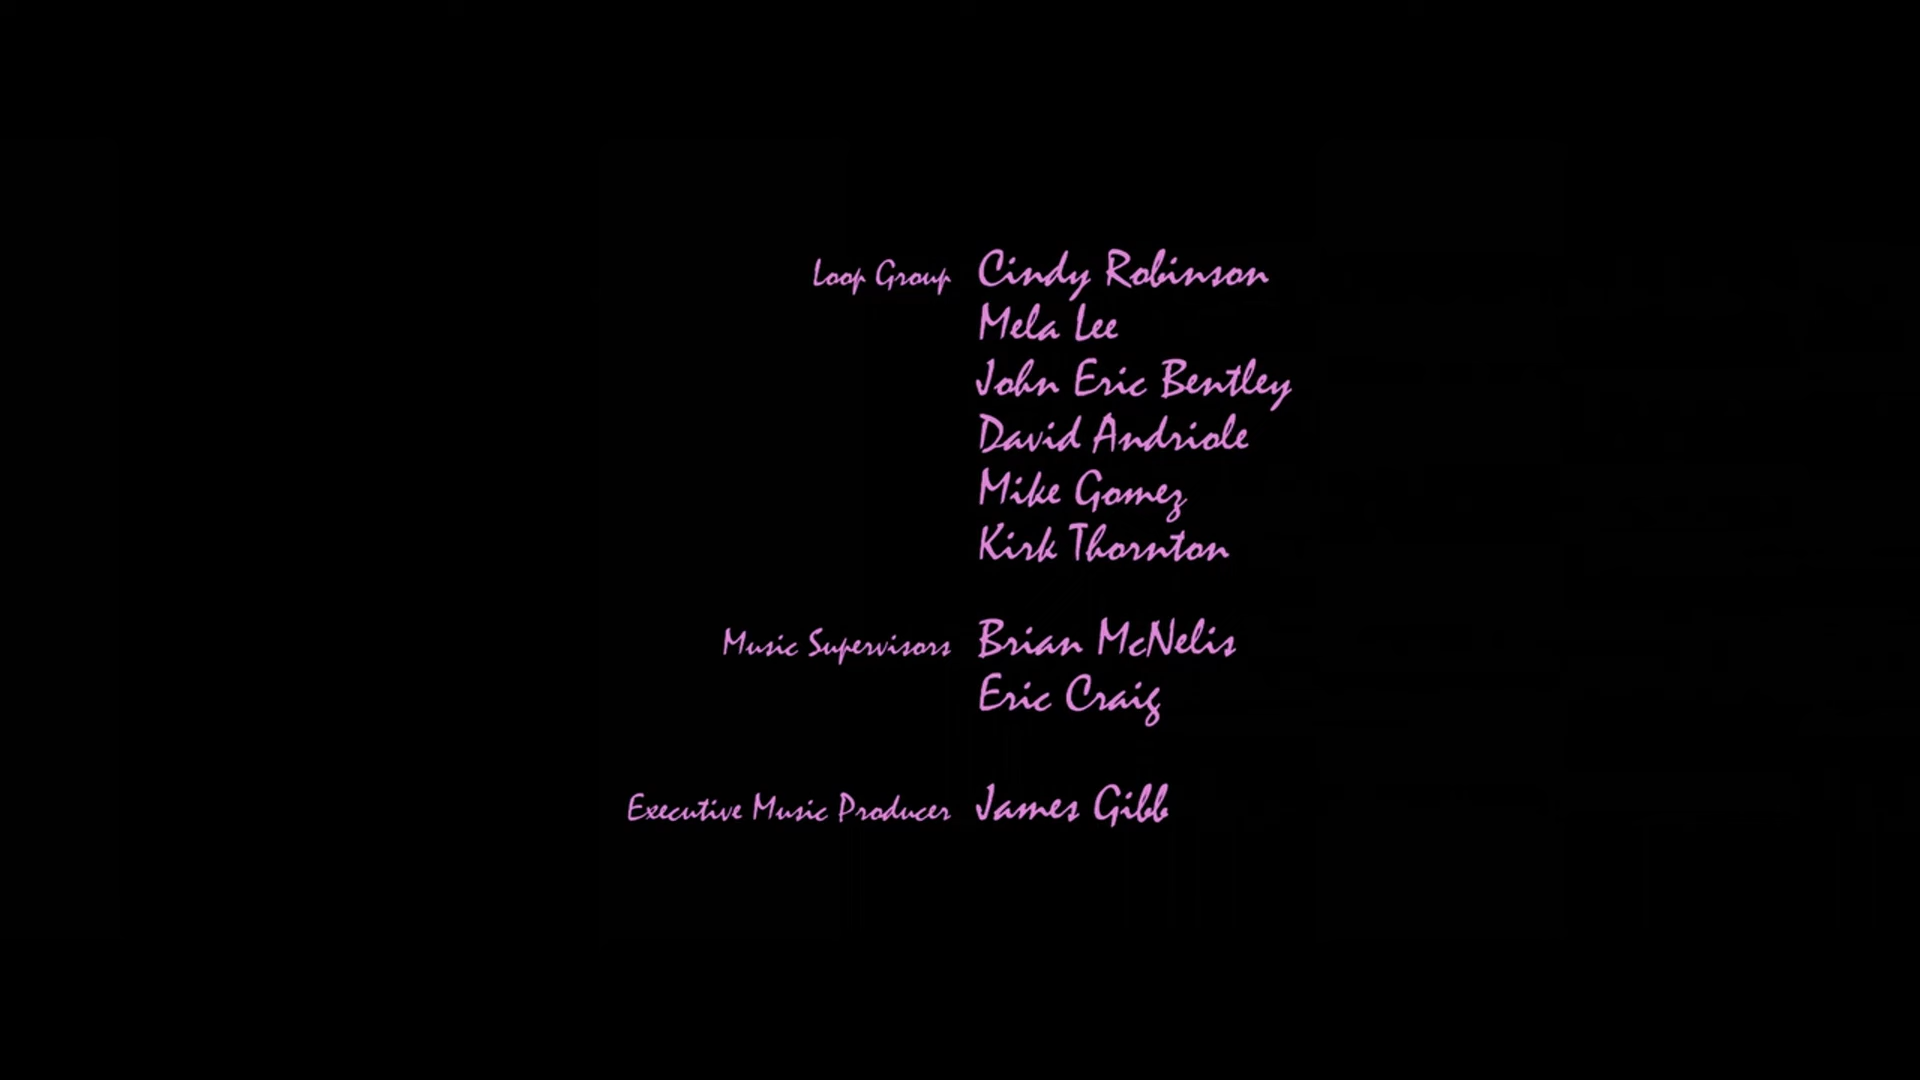 Loop Group Cindy Robinson
Mela Lee
John Eric Bentley
David Andriole
Mike Gomez
Kirk Thornton
Music Supervisors Brian McNelis
Eric Craig
Executive Music Producer James Gibb